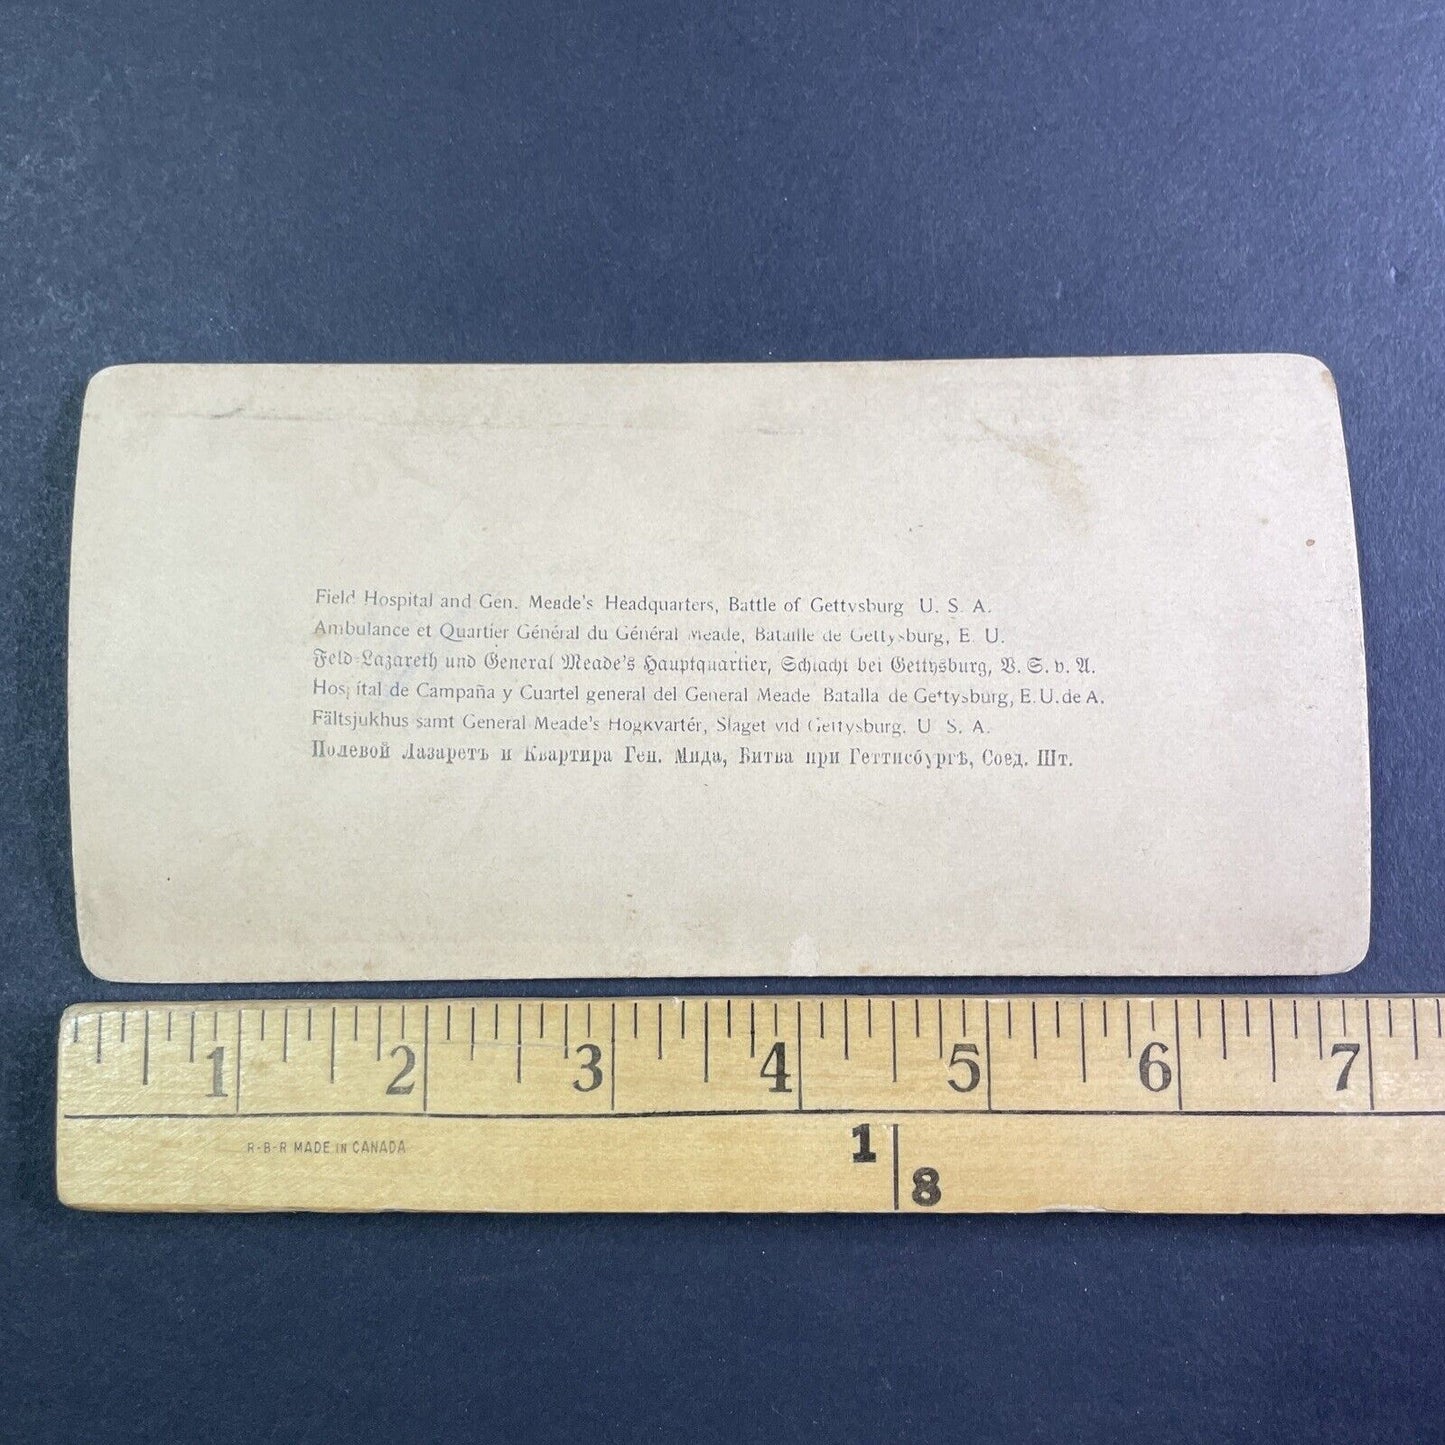 Field Hospital and Gen. Meade's Headquarters, Battle of Gettysburg U. S. A.
Ambulance et Quartier Général du Général Meade, Bataille de Gettysburg, E. U.
Feld-Lazareth und General Meade's Hauptquartier, Schlacht bei Gettysburg, V. S. v. A.
Hospital de Campaña y Cuartel general del General Meade Batalla de Gettysburg, E. U. de A.
Fältsjukhus samt General Meade's Högkvartér, Slaget vid Gettysburg. U S. A.
Полевой Лазаретъ и Квартира Ген. Мида, Битва при Геттисбургѣ, Соед. Шт.
1 2 3 4 5 6 7
R-B-R MADE IN CANADA
1
8